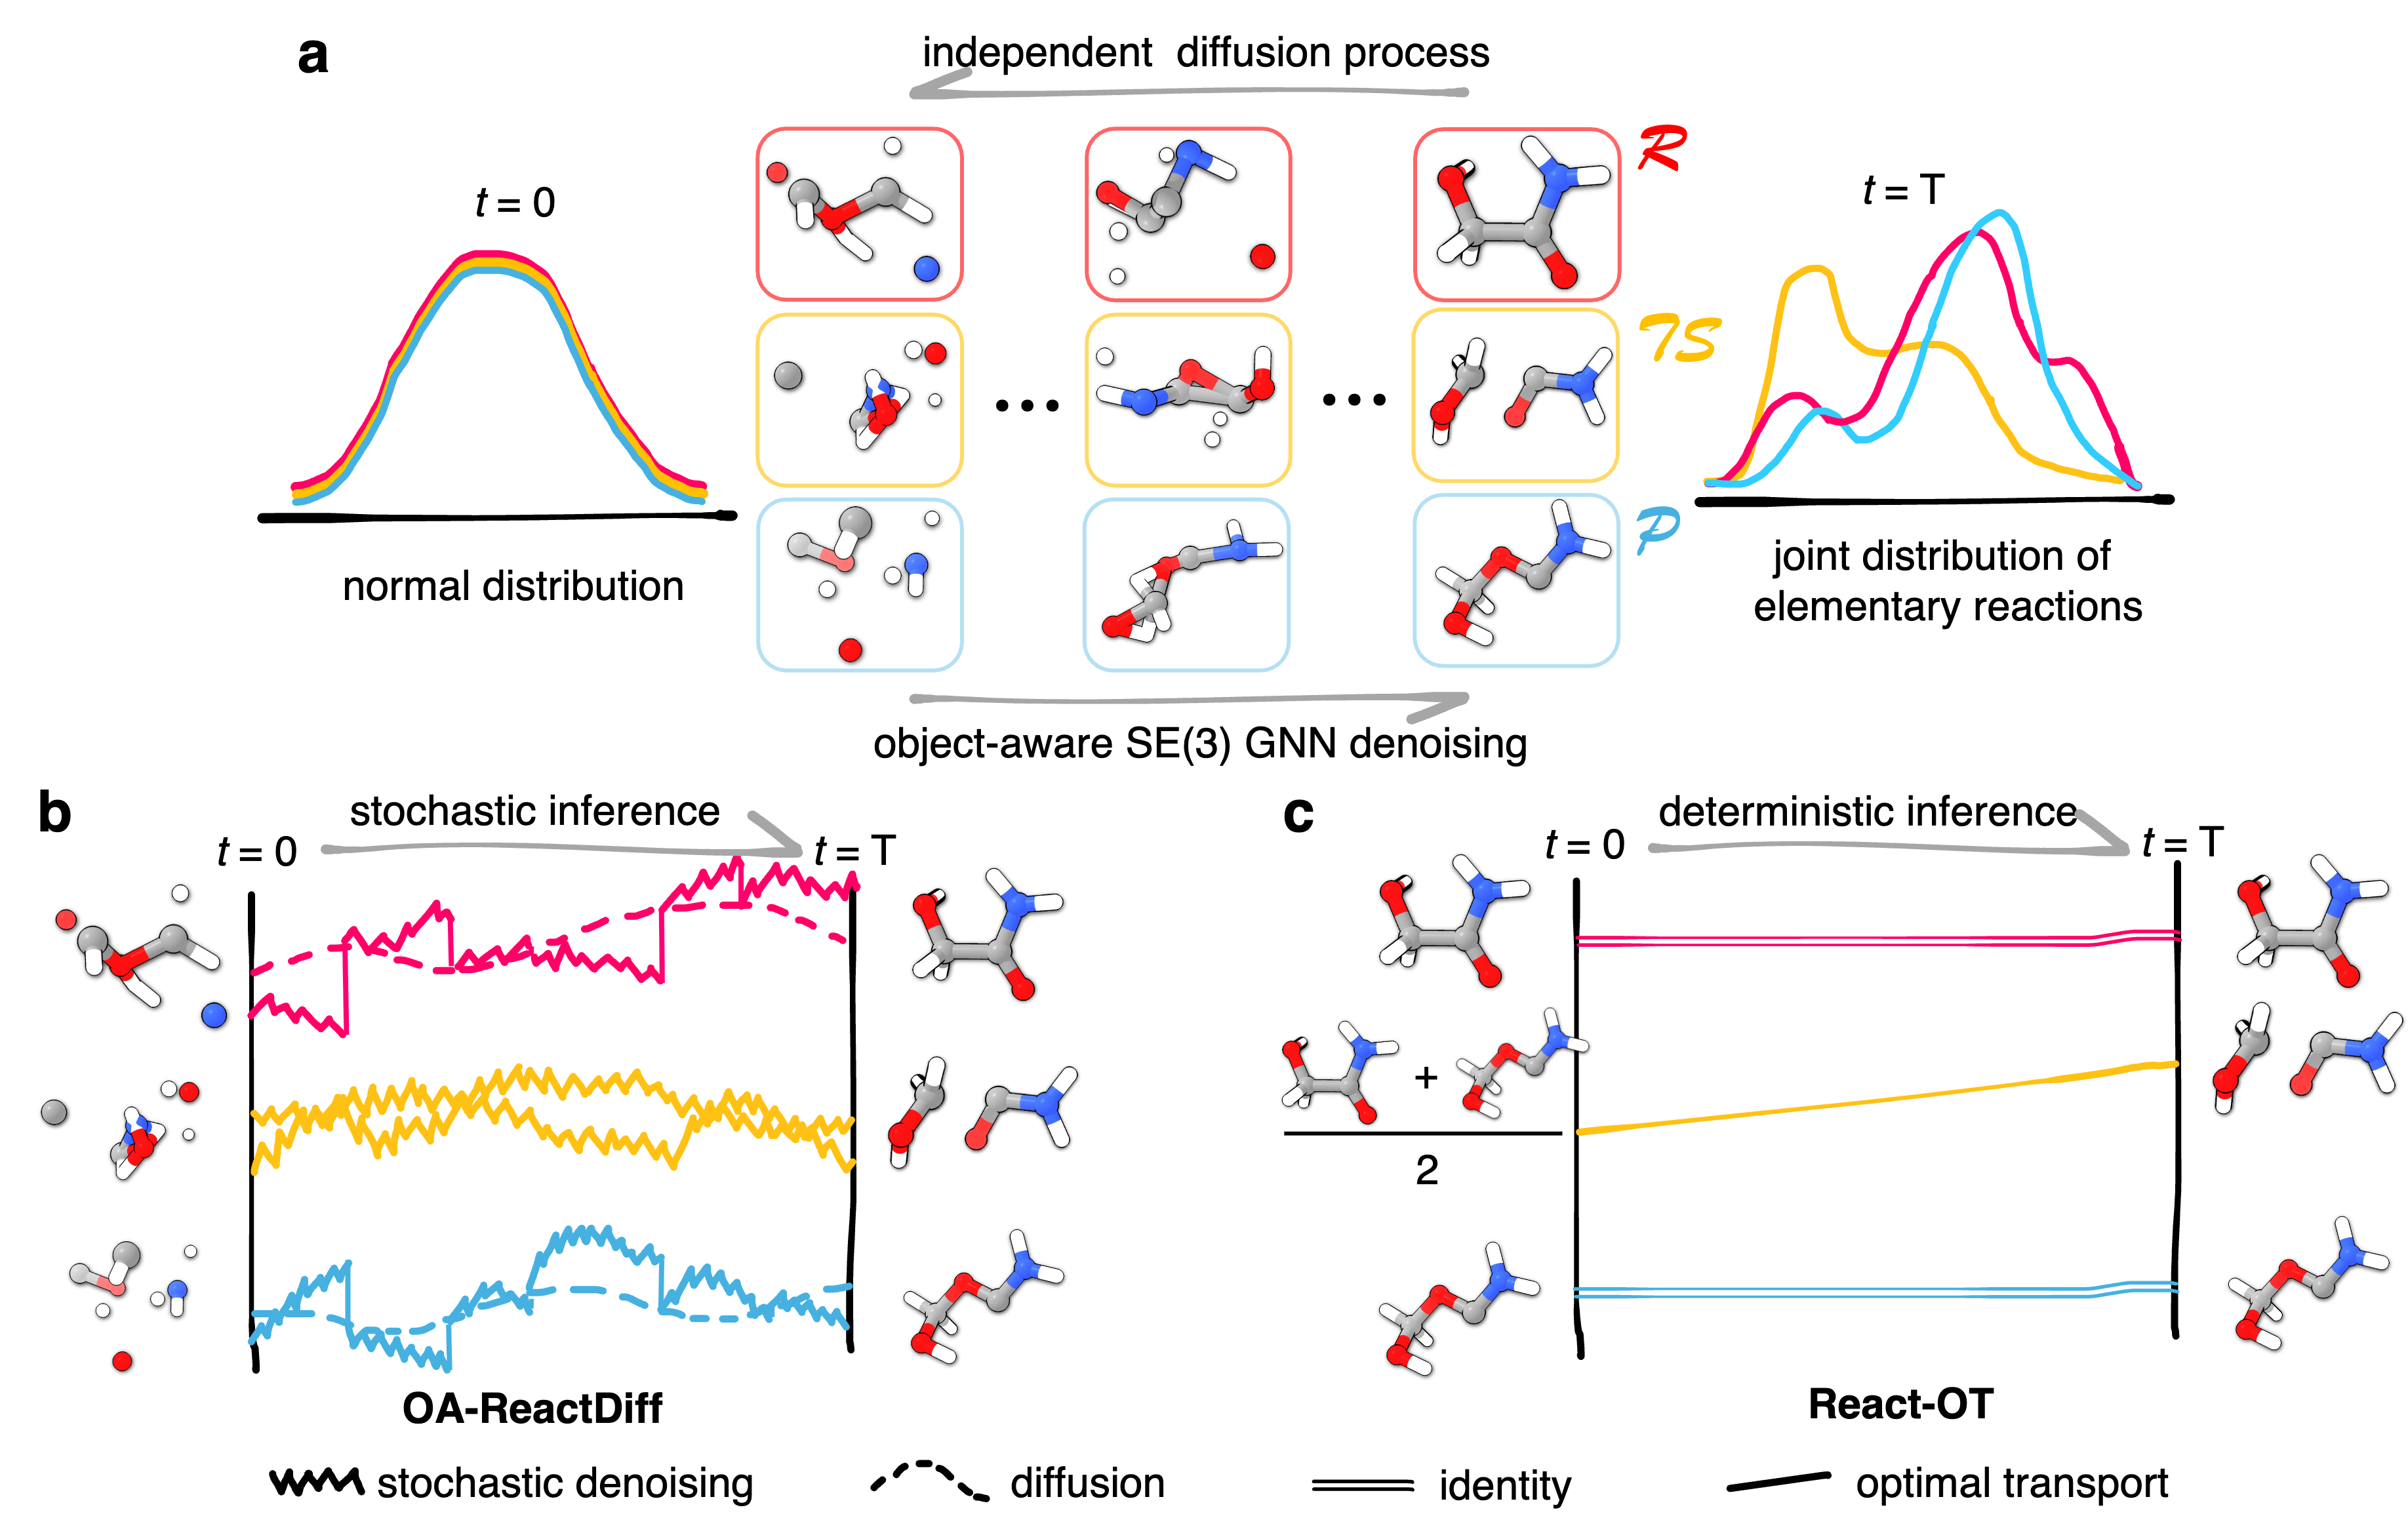 a
independent diffusion process
t = 0
R
t = T
TS
...
...
P
normal distribution
joint distribution of
elementary reactions
object-aware SE(3) GNN denoising
b
stochastic inference
t = 0
t = T
OA-ReactDiff
c
deterministic inference
t = 0
t = T
+
2
React-OT
stochastic denoising
diffusion
identity
optimal transport